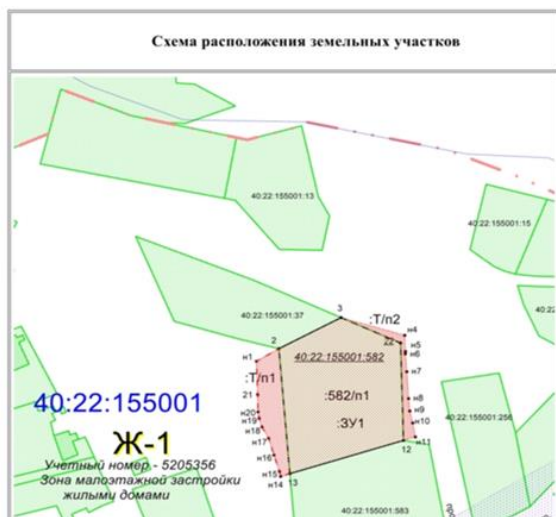 Схема расположения земельных участков
40:22:155001:13
40:22:155001:15
40:22:155001:37
3
:Т/п2
н4
2
22
н5
н6
н1
40:22:155001:582
н7
:Т/п1
21
:582/п1
н8
40:22:155001
н20
н9
40:22:155001:256
н19
н10
:ЗУ1
н18
н11
Ж-1
н17
12
Учетный номер - 5205356
н16
Зона малоэтажной застройки
н15
жилыми домами
н14
13
40:22:155001:583